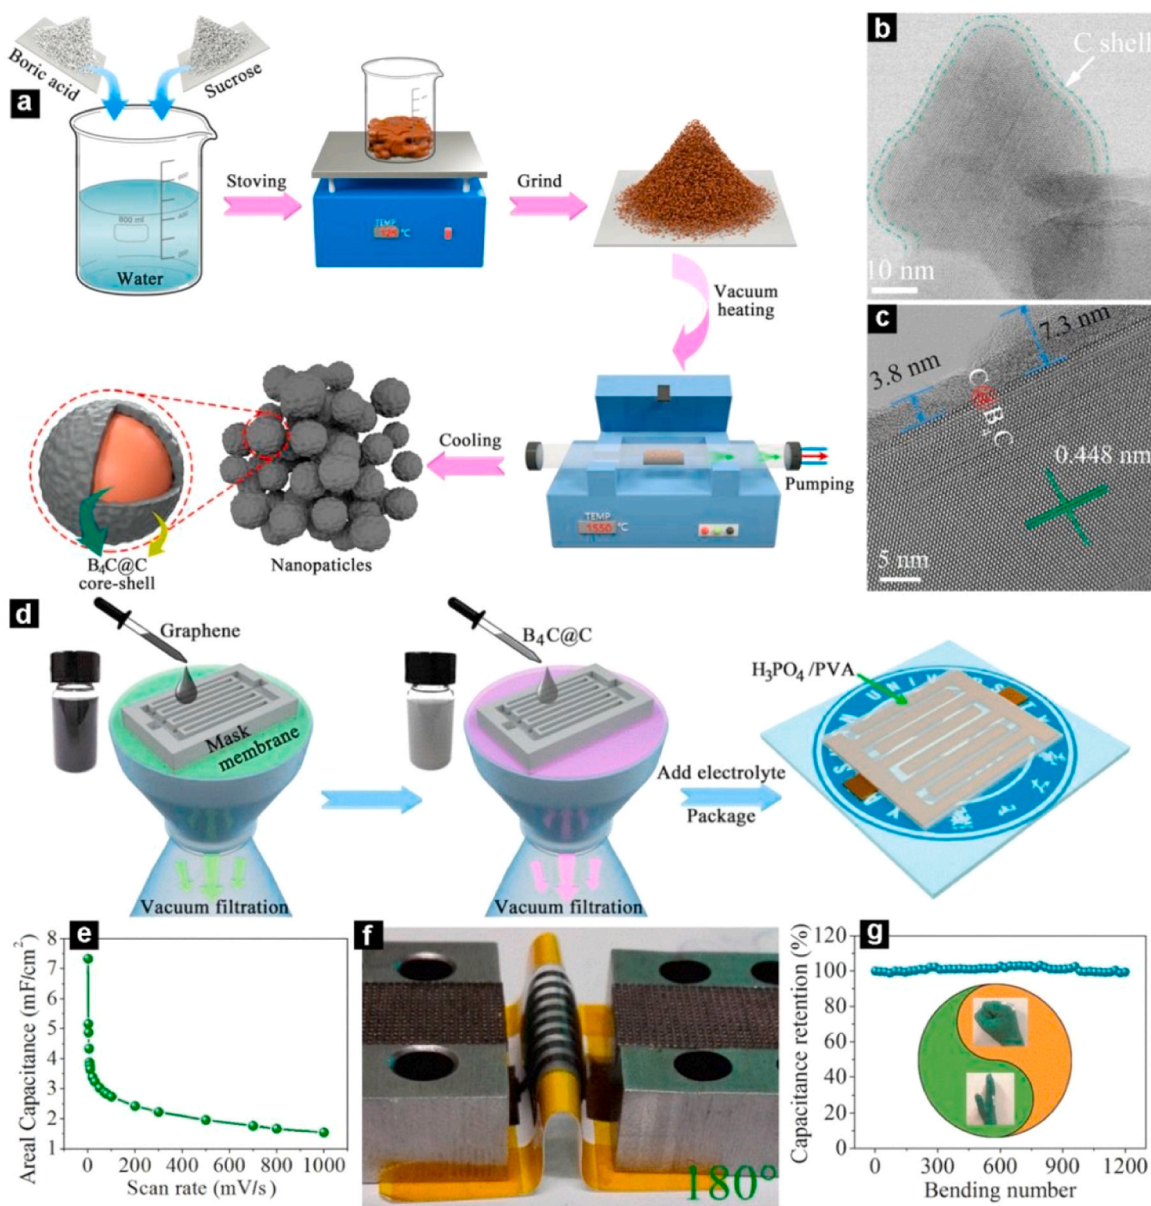 a
Boric acid
Sucrose
Water
Stoving
TEMP
℃
Grind
Vacuum
heating
Pumping
TEMP
1550 ℃
Cooling
Nanopaticles
B₄C@C
core-shell
b
C shell
10 nm
c
7.3 nm
3.8 nm
C@B₄C
0.448 nm
5 nm
d
Graphene
Mask
membrane
Vacuum filtration
B₄C@C
Vacuum filtration
Add electrolyte
Package
H₃PO₄/PVA
e
Areal Capacitance (mF/cm²)
8
7
6
5
4
3
2
1
0 200 400 600 800 1000
Scan rate (mV/s)
f
180°
g
Capacitance retention (%)
120
100
80
60
40
20
0
0 300 600 900 1200
Bending number